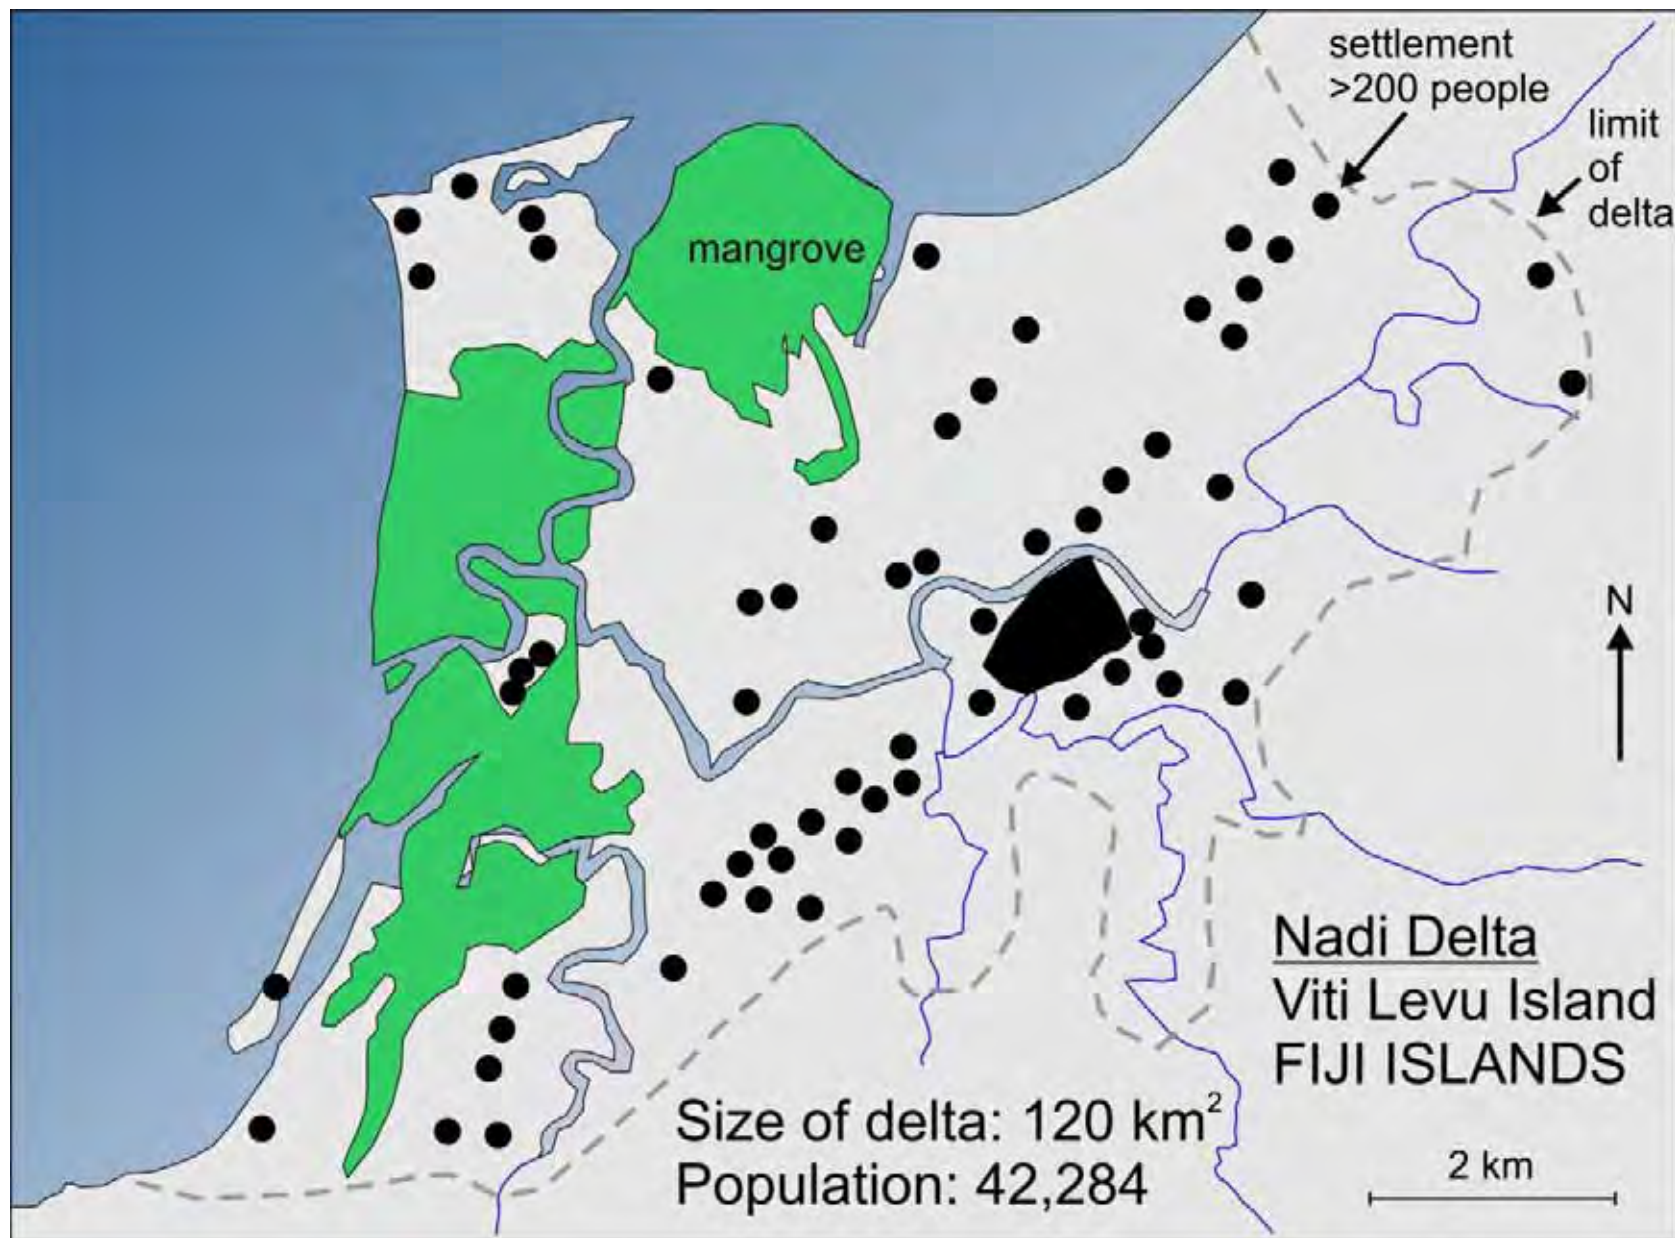 settlement
>200 people
limit
of
delta
mangrove
N
Nadi Delta
Viti Levu Island
FIJI ISLANDS
Size of delta: 120 km²
Population: 42,284
2 km